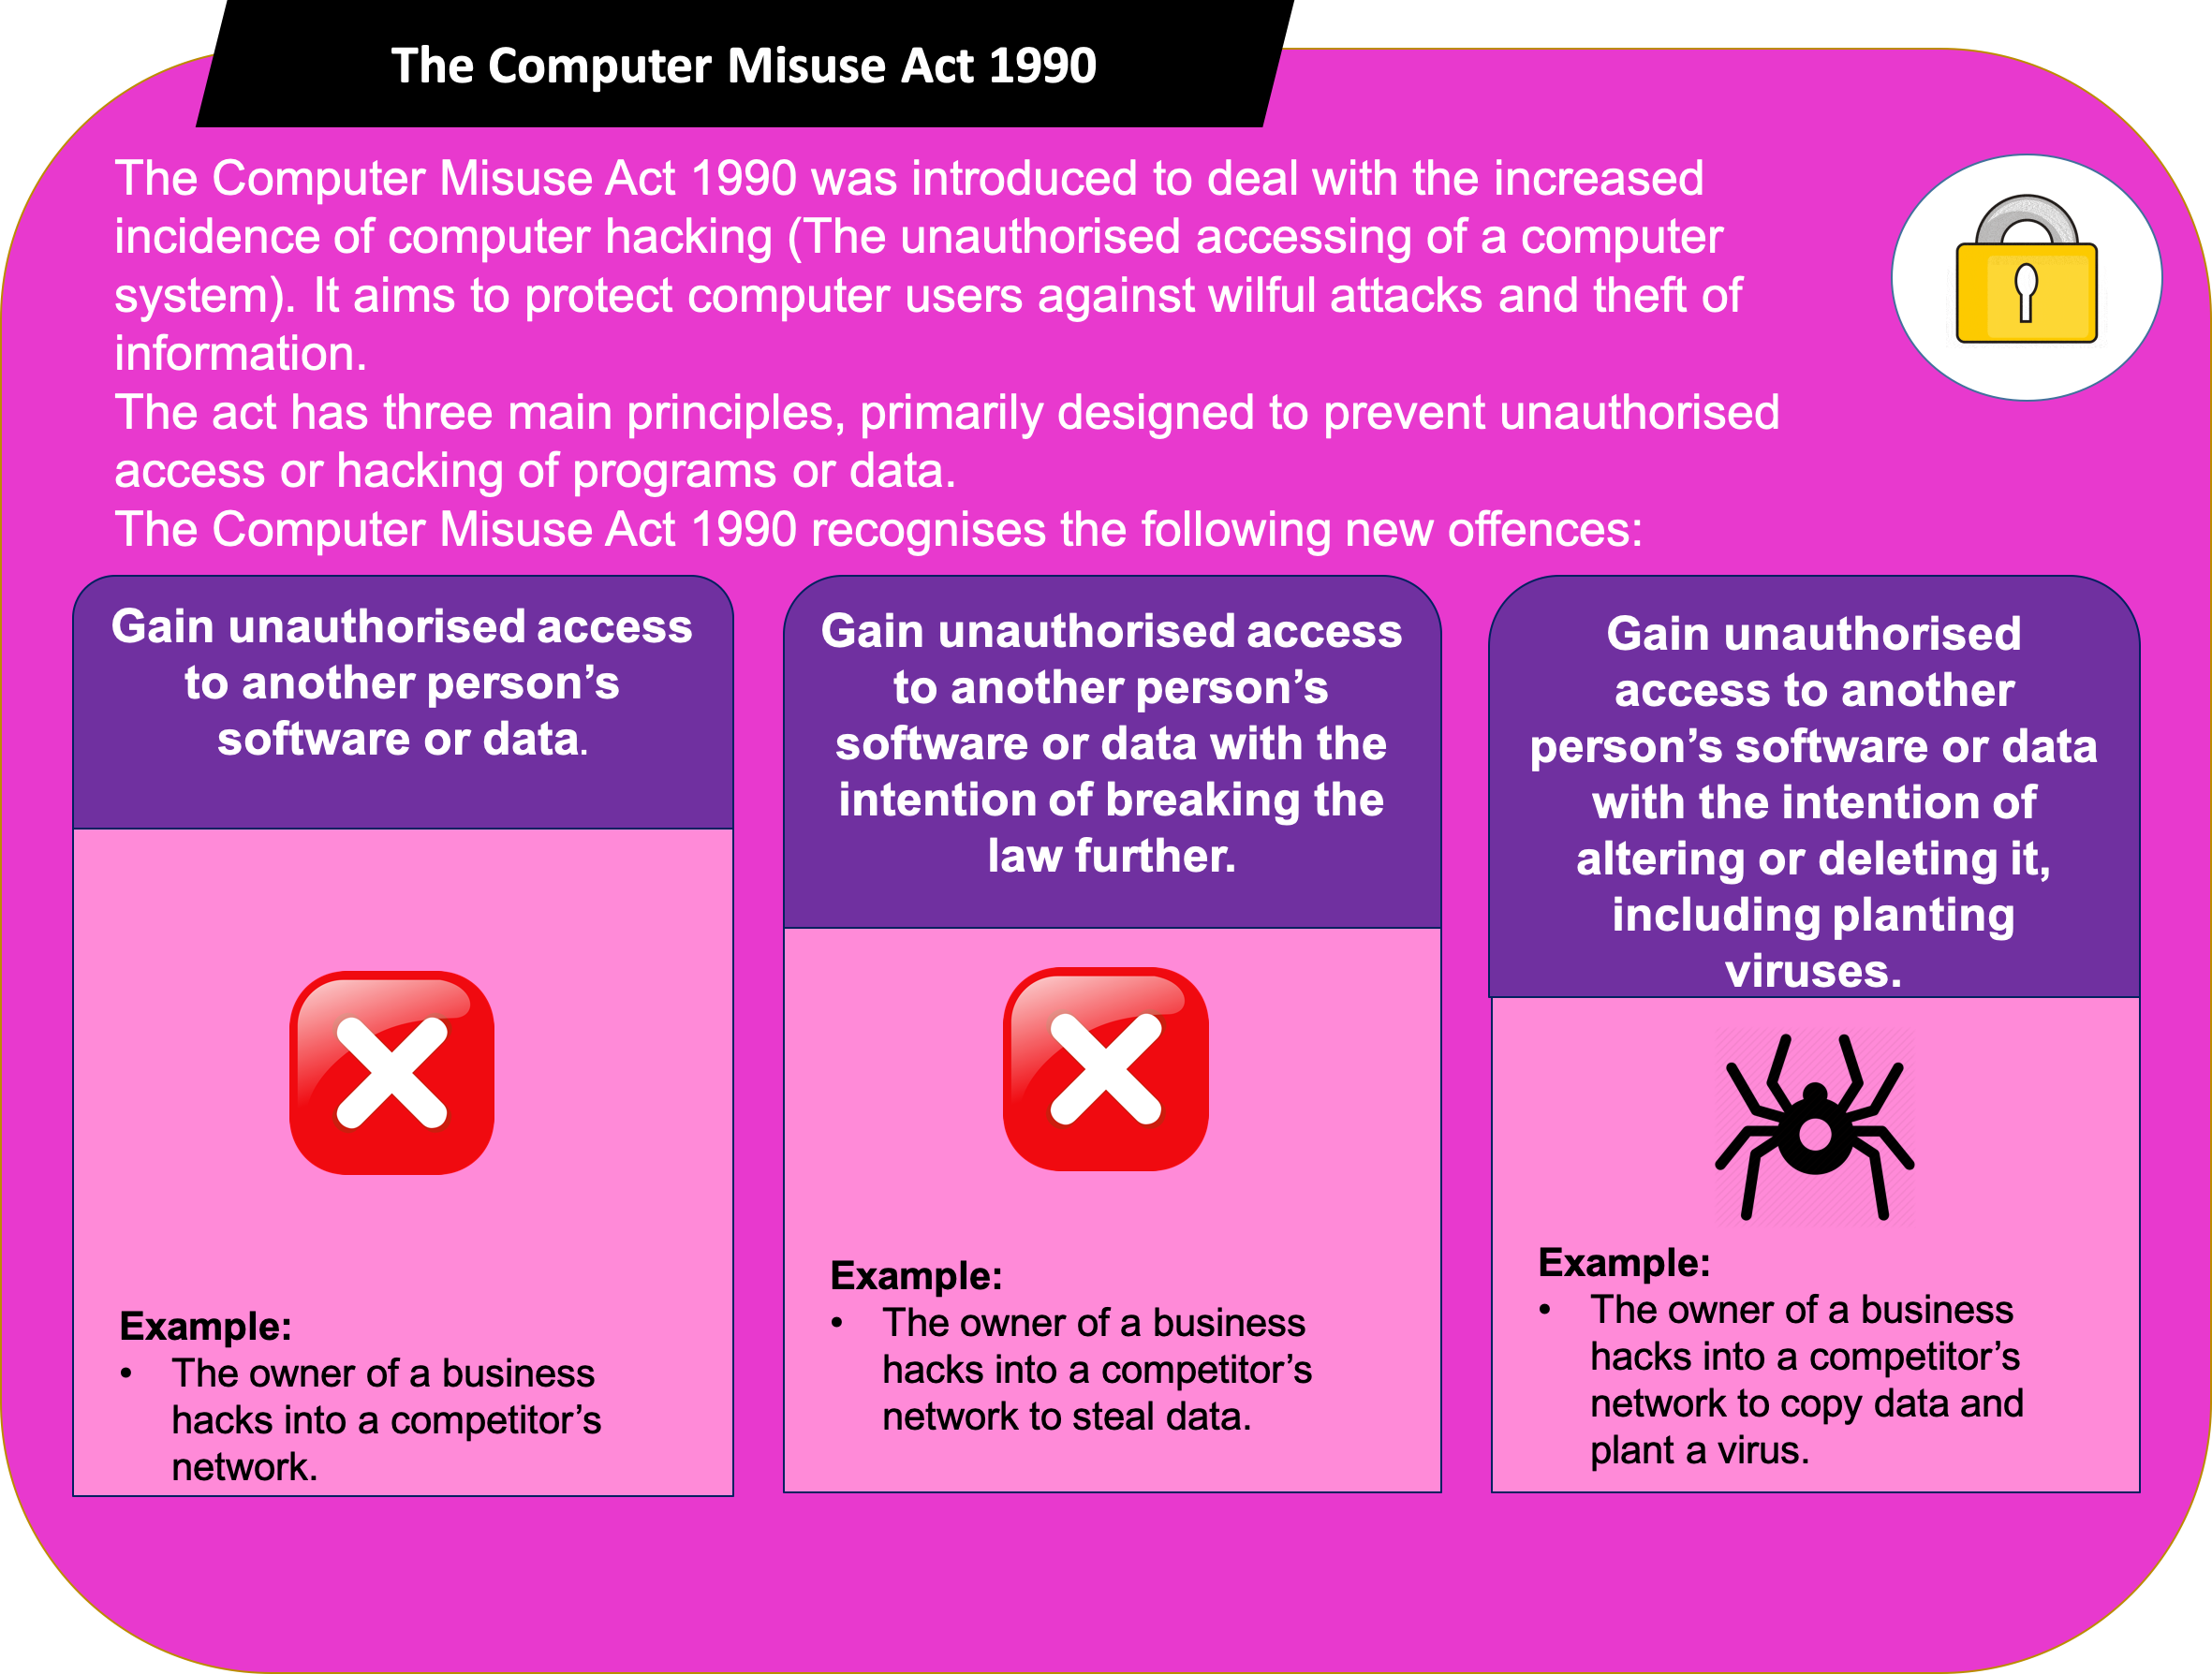 The Computer Misuse Act 1990
The Computer Misuse Act 1990 was introduced to deal with the increased
incidence of computer hacking (The unauthorised accessing of a computer
system). It aims to protect computer users against wilful attacks and theft of
information.
The act has three main principles, primarily designed to prevent unauthorised
access or hacking of programs or data.
The Computer Misuse Act 1990 recognises the following new offences:
Gain unauthorised access
to another person’s
software or data.
Example:
• The owner of a business
hacks into a competitor’s
network.
Gain unauthorised access
to another person’s
software or data with the
intention of breaking the
law further.
Example:
• The owner of a business
hacks into a competitor’s
network to steal data.
Gain unauthorised
access to another
person’s software or data
with the intention of
altering or deleting it,
including planting
viruses.
Example:
• The owner of a business
hacks into a competitor’s
network to copy data and
plant a virus.